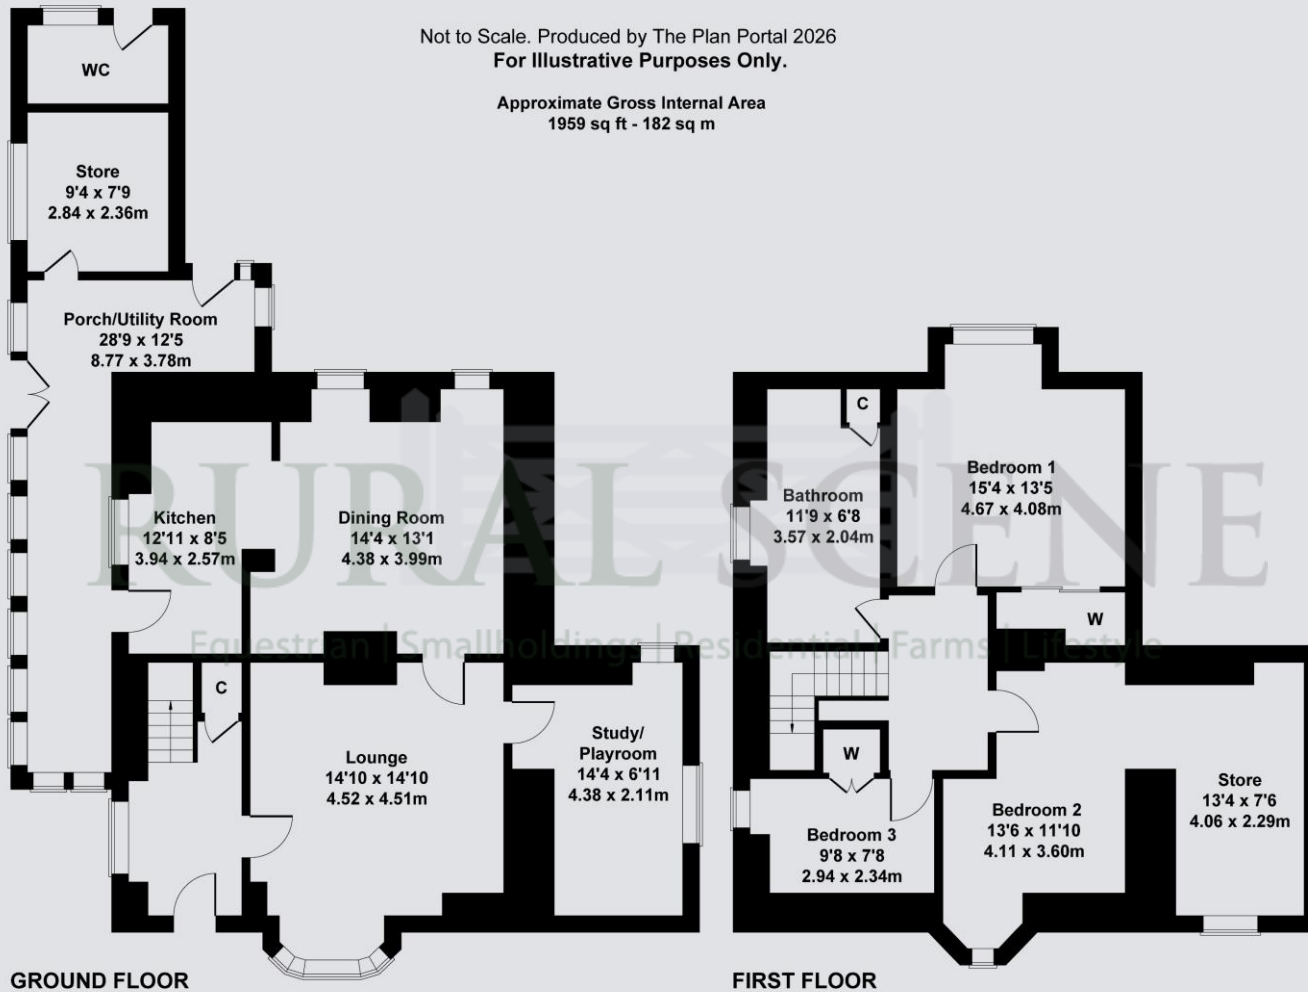 Not to Scale. Produced by The Plan Portal 2026
For Illustrative Purposes Only.
Approximate Gross Internal Area
1959 sq ft - 182 sq m
WC
Store
9'4 x 7'9
2.84 x 2.36m
Porch/Utility Room
28'9 x 12'5
8.77 x 3.78m
Kitchen
12'11 x 8'5
3.94 x 2.57m
Dining Room
14'4 x 13'1
4.38 x 3.99m
C
Lounge
14'10 x 14'10
4.52 x 4.51m
Study/
Playroom
14'4 x 6'11
4.38 x 2.11m
GROUND FLOOR
C
Bathroom
11'9 x 6'8
3.57 x 2.04m
Bedroom 1
15'4 x 13'5
4.67 x 4.08m
W
W
Bedroom 3
9'8 x 7'8
2.94 x 2.34m
Bedroom 2
13'6 x 11'10
4.11 x 3.60m
Store
13'4 x 7'6
4.06 x 2.29m
FIRST FLOOR
RURAL SCENE
Equestrian | Smallholdings | Residential | Farms | Lifestyle